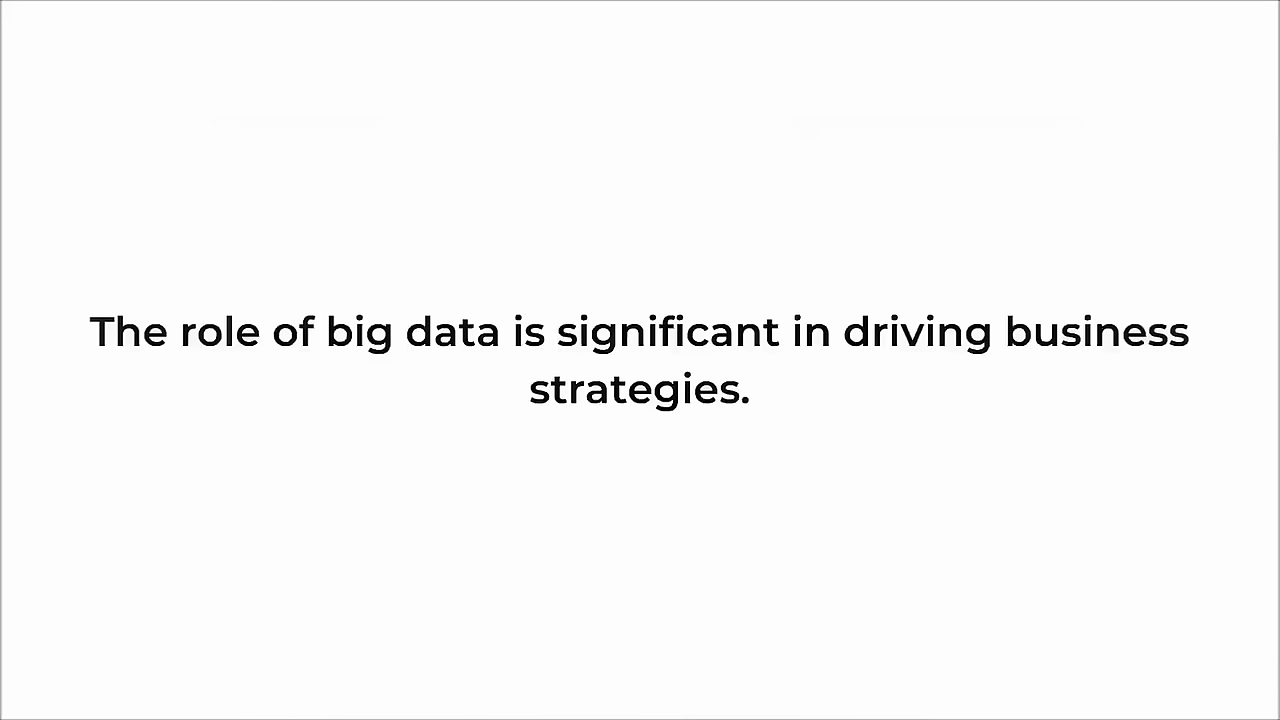 The role of big data is significant in driving business
strategies.